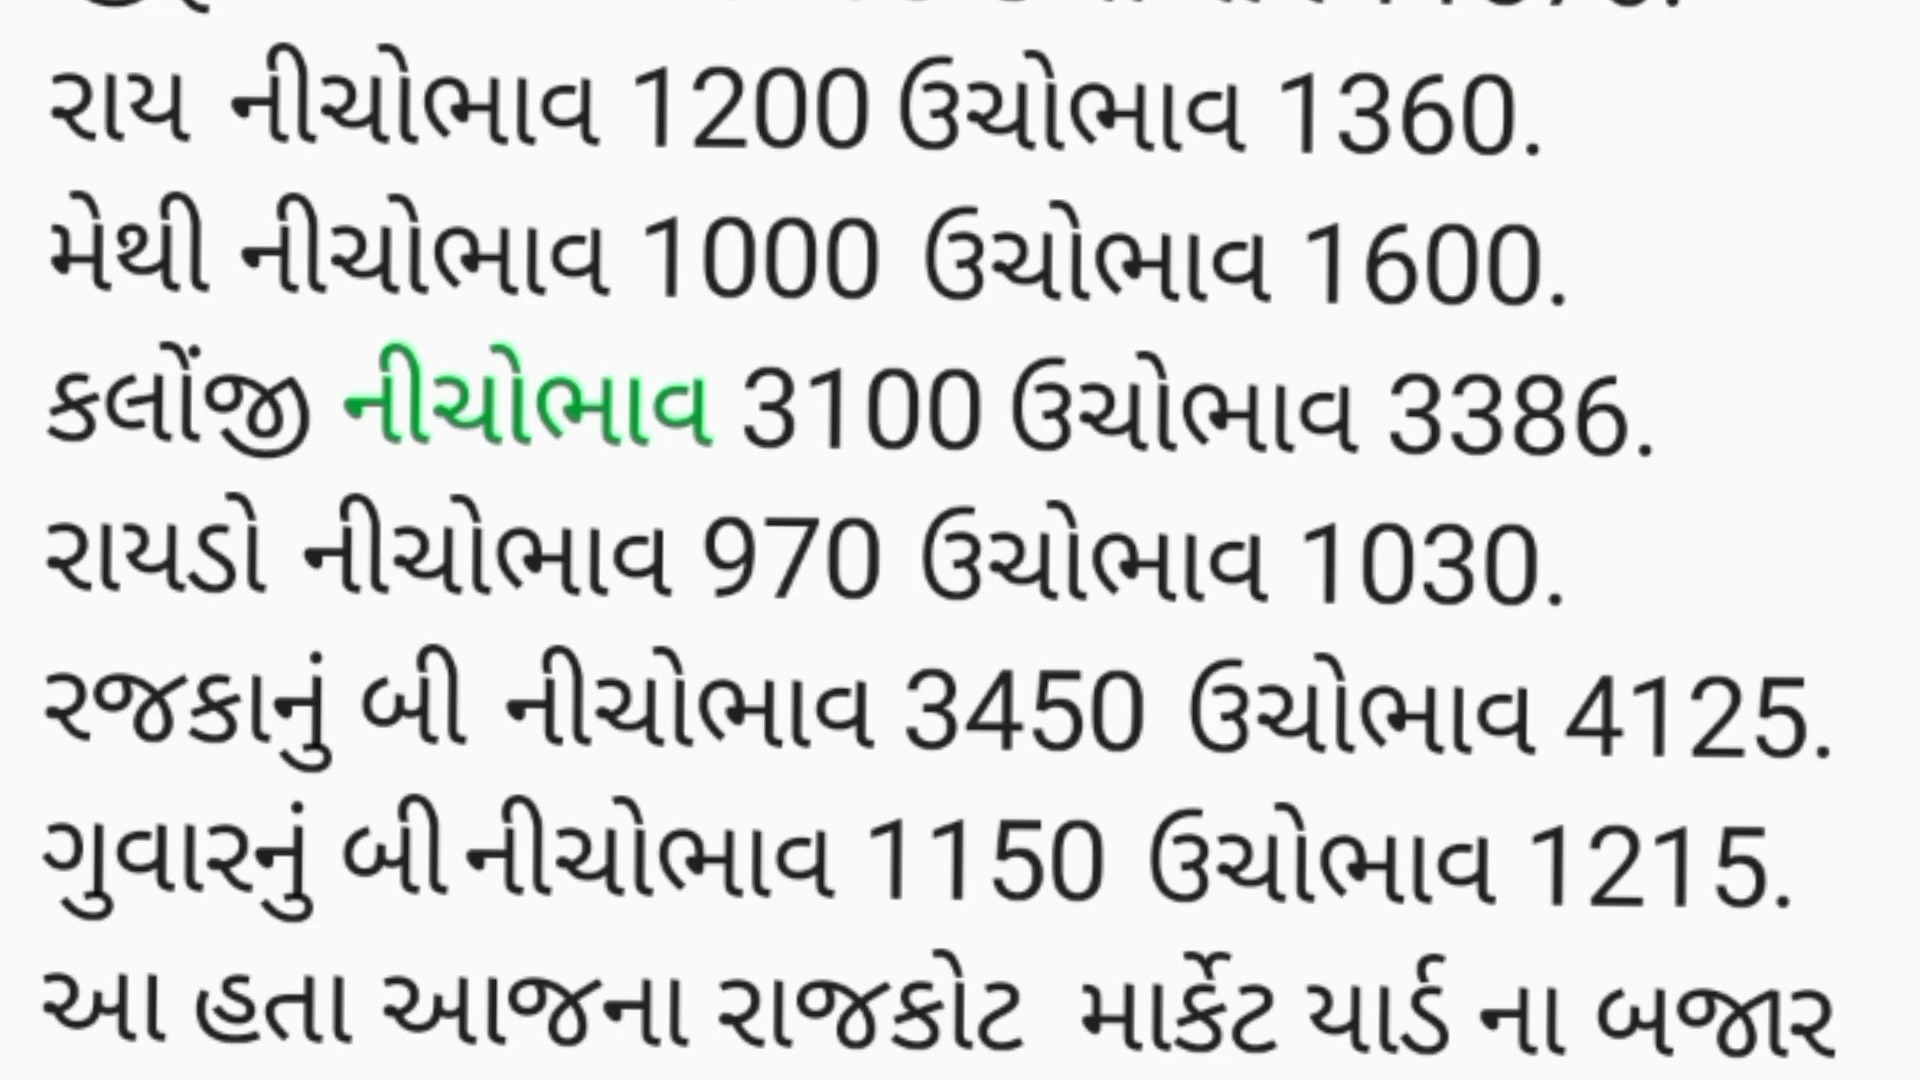 રાય નીચોભાવ 1200 ઉચોભાવ 1360.
મેથી નીચોભાવ 1000 ઉચોભાવ 1600.
કલોંજી નીચોભાવ 3100 ઉચોભાવ 3386.
રાયડો નીચોભાવ 970 ઉચોભાવ 1030.
રજકાનું બી નીચોભાવ 3450 ઉચોભાવ 4125.
ગુવારનું બી નીચોભાવ 1150 ઉચોભાવ 1215.
આ હતા આજના રાજકોટ માર્કેટ યાર્ડ ના બજાર